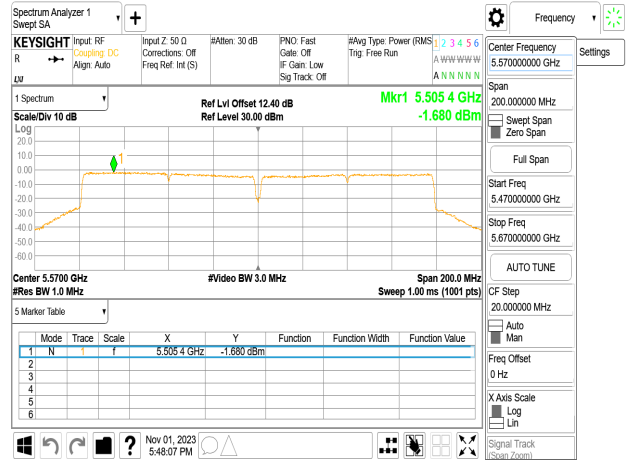 Spectrum Analyzer 1
Swept SA
Frequency
KEYSIGHT
R
Input: RF
Coupling: DC
Align: Auto
Input Z: 50 Ω
Corrections: Off
Freq Ref: Int (S)
#Atten: 30 dB
PNO: Fast
Gate: Off
IF Gain: Low
Sig Track: Off
#Avg Type: Power (RMS
Trig: Free Run
1 2 3 4 5 6
A W W W W W
A N N N N N
1 Spectrum
Scale/Div 10 dB
Ref Lvl Offset 12.40 dB
Ref Level 30.00 dBm
Mkr1 5.505 4 GHz
-1.680 dBm
Log
20.0
10.0
0.00
-10.0
-20.0
-30.0
-40.0
-50.0
-60.0
1
Center 5.5700 GHz
#Res BW 1.0 MHz
#Video BW 3.0 MHz
Span 200.0 MHz
Sweep 1.00 ms (1001 pts)
5 Marker Table
Mode Trace Scale X Y Function Function Width Function Value
1 N 1 f 5.505 4 GHz -1.680 dBm
2
3
4
5
6
Nov 01, 2023
5:48:07 PM
?
Center Frequency
5.570000000 GHz
Settings
Span
200.000000 MHz
Swept Span
Zero Span
Full Span
Start Freq
5.470000000 GHz
Stop Freq
5.670000000 GHz
AUTO TUNE
CF Step
20.000000 MHz
Auto
Man
Freq Offset
0 Hz
X Axis Scale
Log
Lin
Signal Track
(Span Zoom)